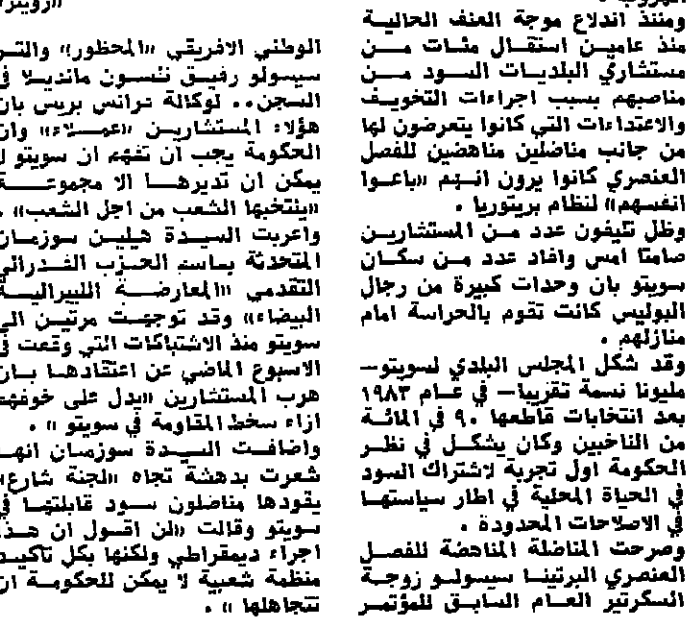 ومنذ اندلاع موجة العنف الحالية
منذ عامين استقال مئات من
مستشاري البلديات السود من
مناصبهم بسبب اجراءات التخويف
والاعتداءات التي كانوا يتعرضون لها
من جانب مناضلين مناهضين للفصل
العنصري كانوا يرون انهم «باعوا
انفسهم» لنظام بريتوريا .
وظل تليفون عدد من المستشارين
صامتا امس وافاد عدد من سكان
سويتو بان وحدات كبيرة من رجال
البوليس كانت تقوم بالحراسة امام
منازلهم .
وقد شكل المجلس البلدي لسويتو –
مليونا نسمة تقريبا – في عام ١٩٨٣
بعد انتخابات قاطعها ٩٠ في المائة
من الناخبين وكان يشكل في نظر
الحكومة اول تجربة لاشتراك السود
في الحياة المحلية في اطار سياستها
في الاصلاحات المحدودة .
وصرحت المناضلة المناهضة للفصل
العنصري البرتينا سيسولو زوجة
السكرتير العام السابق للمؤتمر
«رويتر»
الوطني الافريقي «المحظور» والتي
سيسولو رفيق نلسون مانديلا في
السجن .. لوكالة فرانس بريس بان
هؤلاء المستشارين «عملاء» وان
الحكومة يجب ان تفهم ان سويتو لا
يمكن ان تديرها الا مجموعة
«ينتخبها الشعب من اجل الشعب» .
واعربت السيدة هيلين سوزمان
المتحدثة باسم الحزب الفدرالي
التقدمي «المعارضة الليبرالية
البيضاء» وقد توجهت مرتين الى
سويتو منذ الاشتباكات التي وقعت في
الاسبوع الماضي عن اعتقادها بان
هرب المستشارين «يدل على خوفهم
ازاء سخط المقاومة في سويتو » .
واضافت السيدة سوزمان انها
شعرت بدهشة تجاه «لجنة شارع»
يقودها مناضلون سود قابلتهما في
سويتو وقالت «لن اقول ان هذا
اجراء ديمقراطي ولكنها بكل تاكيد
منظمة شعبية لا يمكن للحكومة ان
تتجاهلها » .